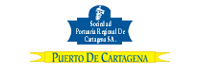 Sociedad
Portuaria Regional De
Cartagena S.A.
PUERTO DE CARTAGENA